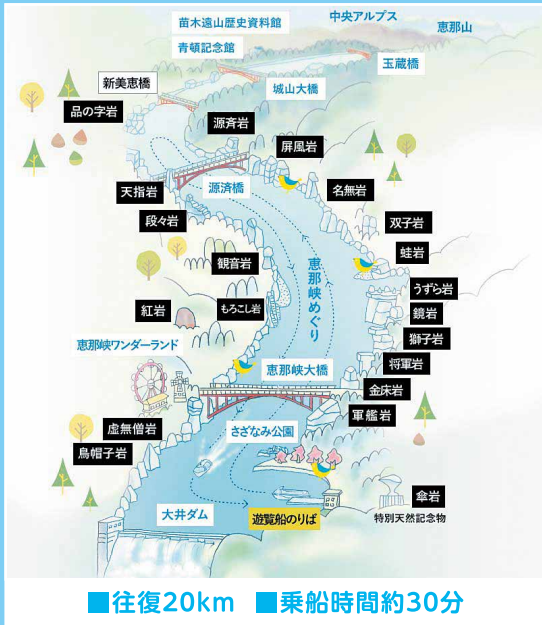 苗木遠山歴史資料館
中央アルプス
恵那山
青頓記念館
玉蔵橋
新美恵橋
城山大橋
品の字岩
源斉岩
屏風岩
天指岩
源済橋
名無岩
段々岩
双子岩
蛙岩
観音岩
恵那峡めぐり
うずら岩
紅岩
もろこし岩
鏡岩
獅子岩
恵那峡ワンダーランド
恵那峡大橋
将軍岩
金床岩
軍艦岩
虚無僧岩
さざなみ公園
烏帽子岩
傘岩
特別天然記念物
大井ダム
遊覧船のりば
■往復20km ■乗船時間約30分